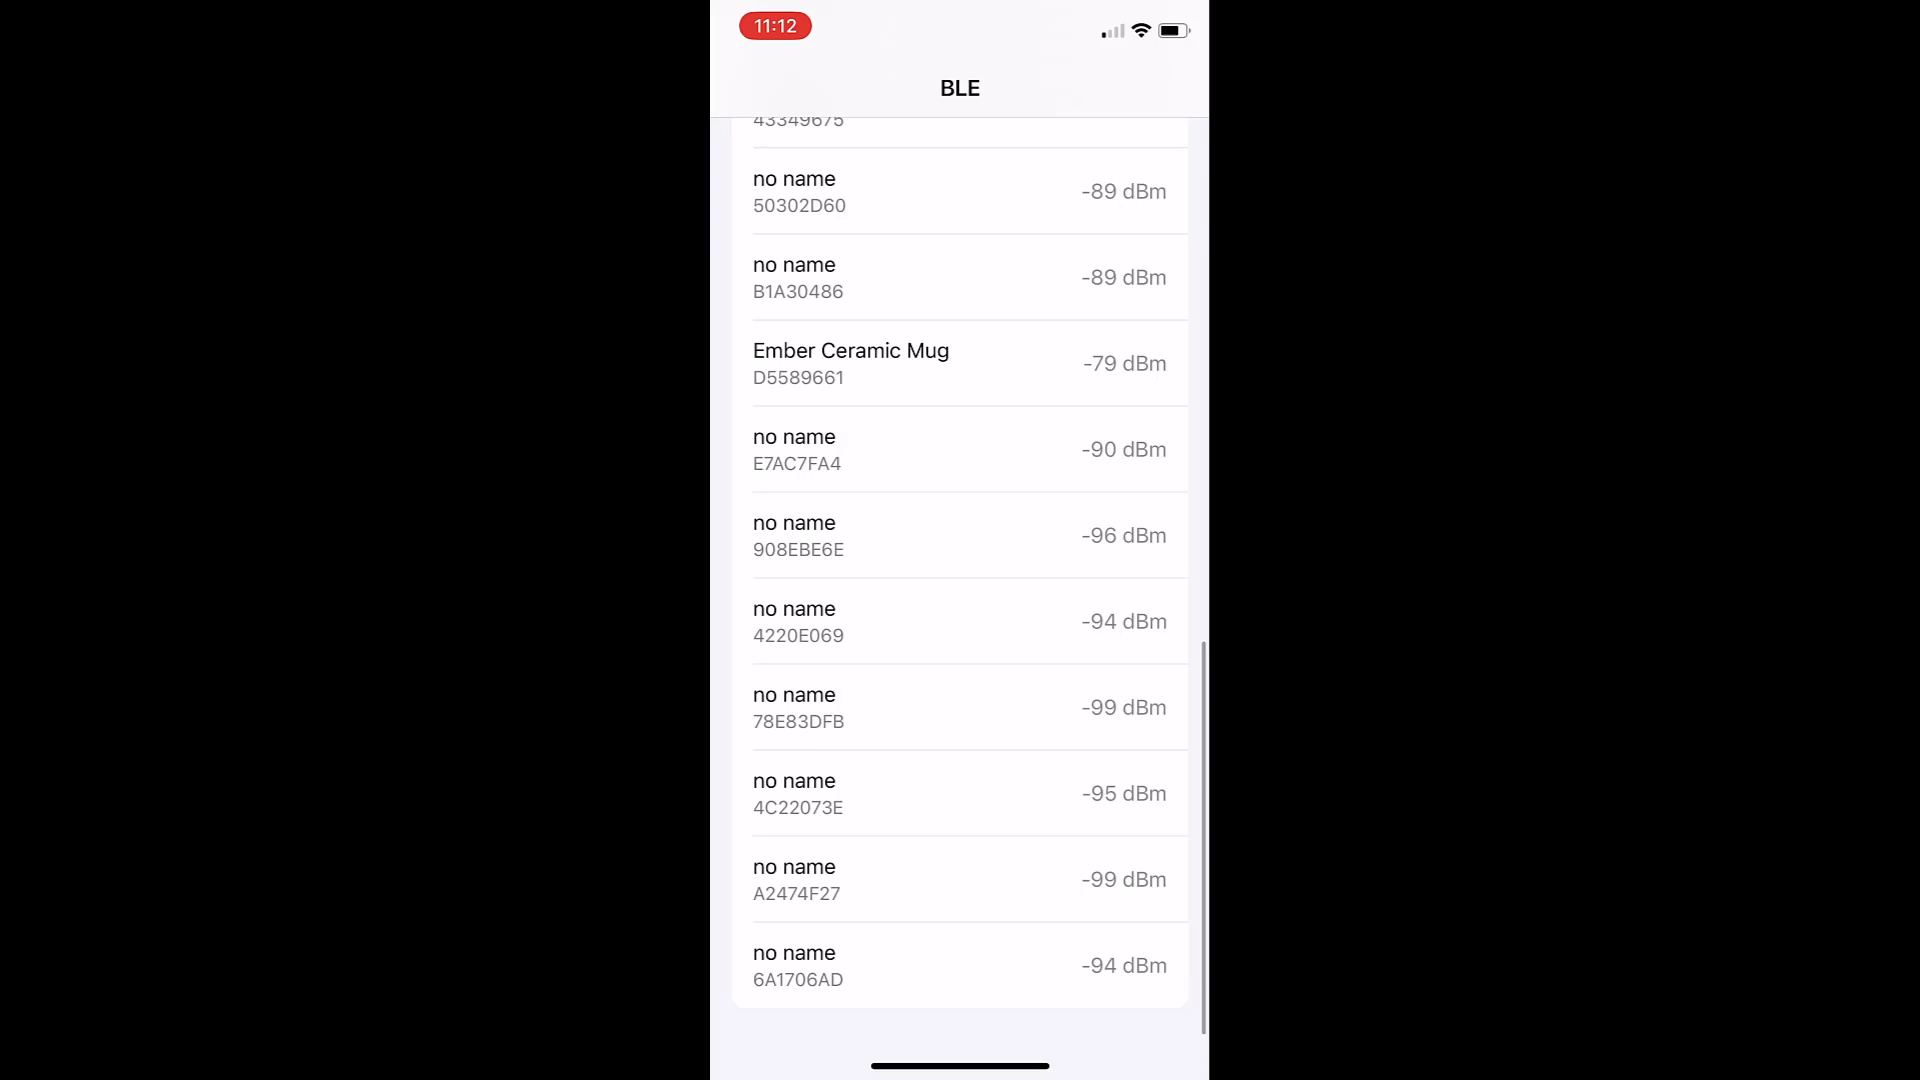 11:12
BLE
43349675
no name
-89 dBm
50302D60
no name
-89 dBm
B1A30486
Ember Ceramic Mug
-79 dBm
D5589661
no name
-90 dBm
E7AC7FA4
no name
-96 dBm
908EBE6E
no name
-94 dBm
4220E069
no name
-99 dBm
78E83DFB
no name
-95 dBm
4C22073E
no name
-99 dBm
A2474F27
no name
-94 dBm
6A1706AD